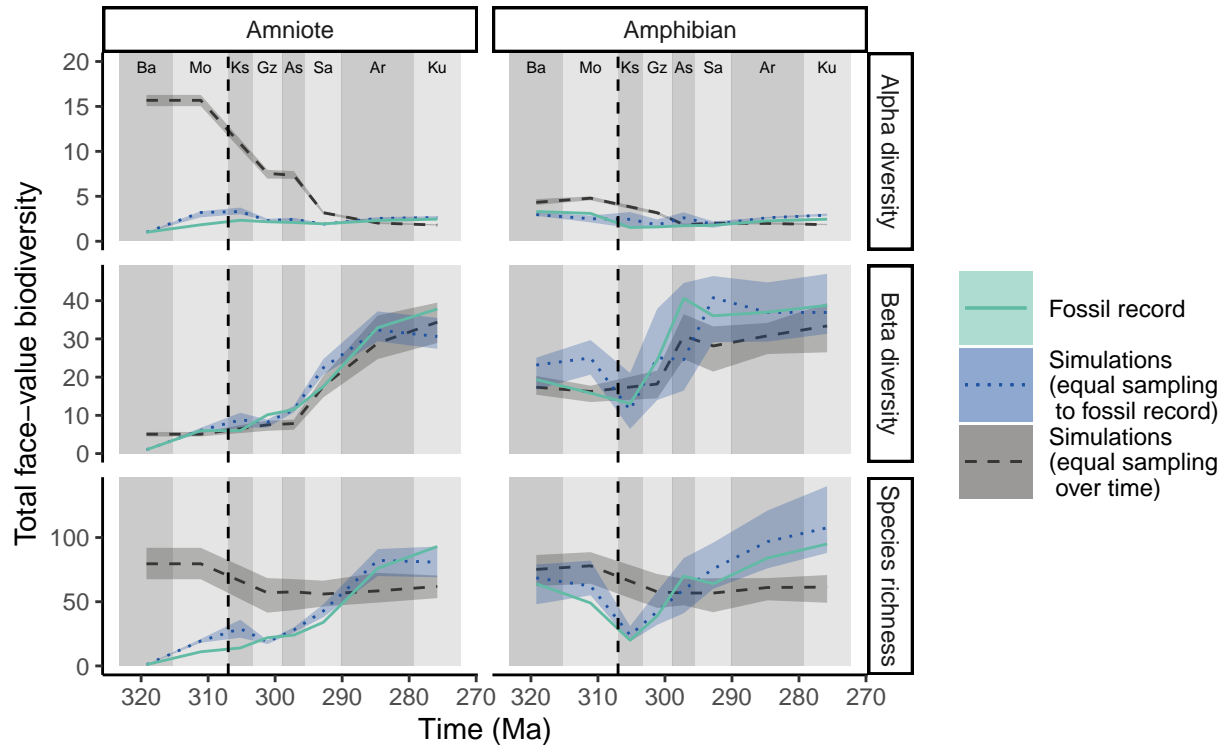 Amniote
Amphibian
Ba Mo Ks Gz As Sa Ar Ku
Ba Mo Ks Gz As Sa Ar Ku
20
15
10
5
0
Alpha diversity
Total face−value biodiversity
40
30
20
10
0
Beta diversity
100
50
0
Species richness
320 310 300 290 280 270
320 310 300 290 280 270
Time (Ma)
Fossil record
Simulations
(equal sampling
to fossil record)
Simulations
(equal sampling
over time)